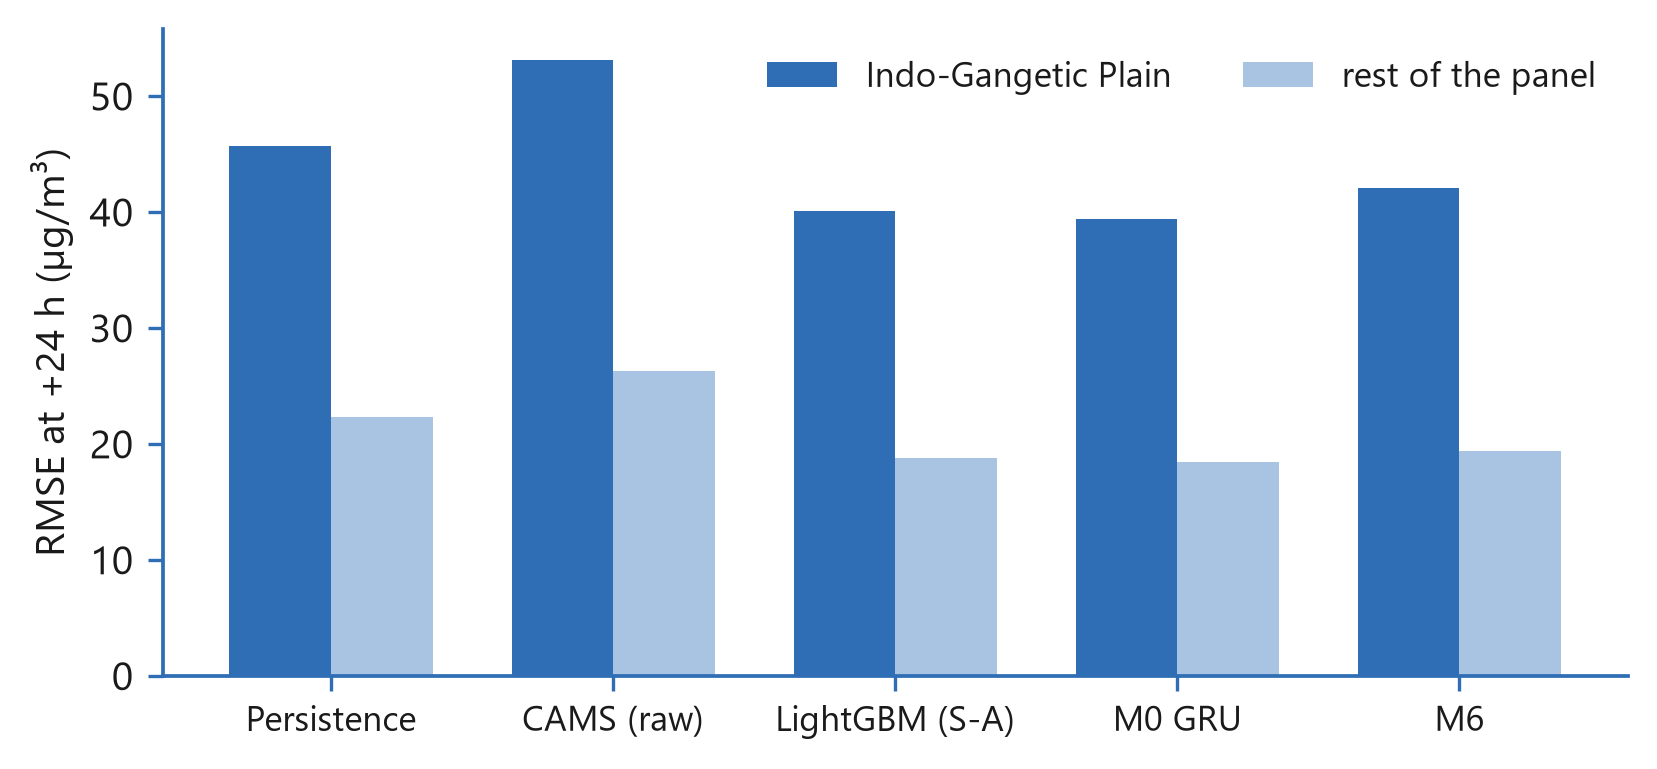 Indo-Gangetic Plain
rest of the panel
RMSE at +24 h (µg/m³)
50
40
30
20
10
0
Persistence
CAMS (raw)
LightGBM (S-A)
M0 GRU
M6